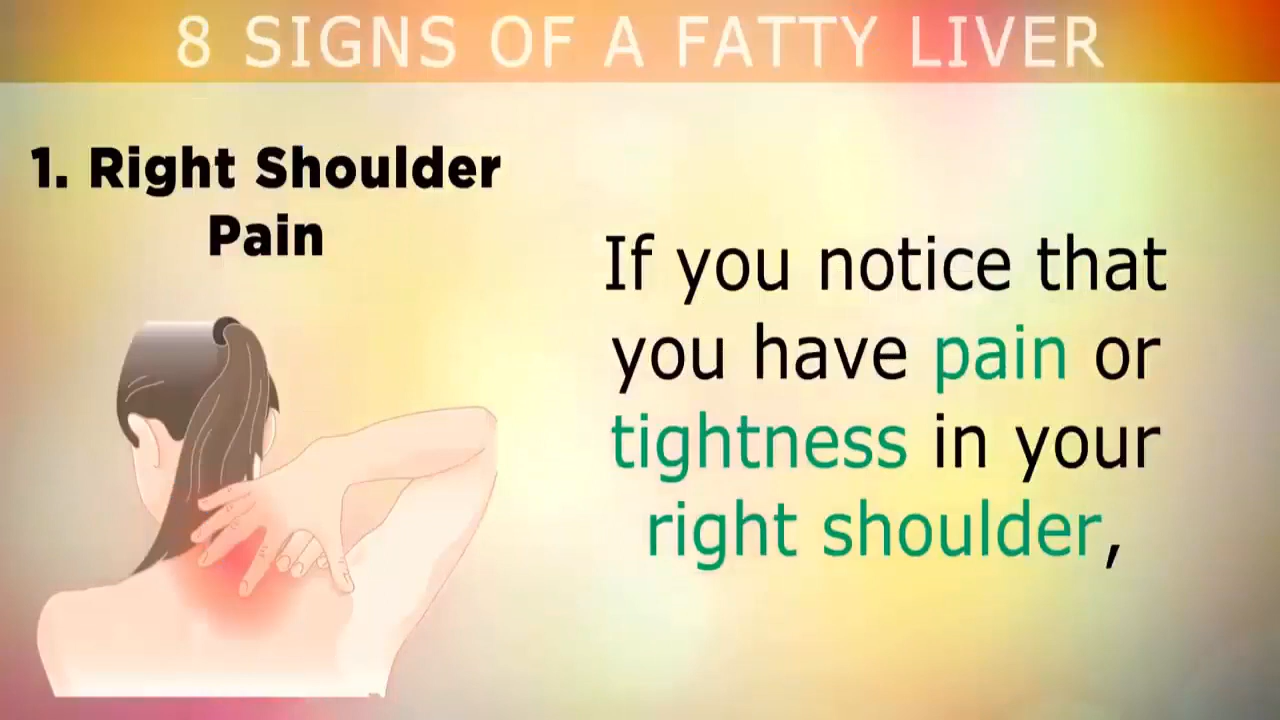 8 SIGNS OF A FATTY LIVER
1. Right Shoulder
Pain
If you notice that
you have pain or
tightness in your
right shoulder,